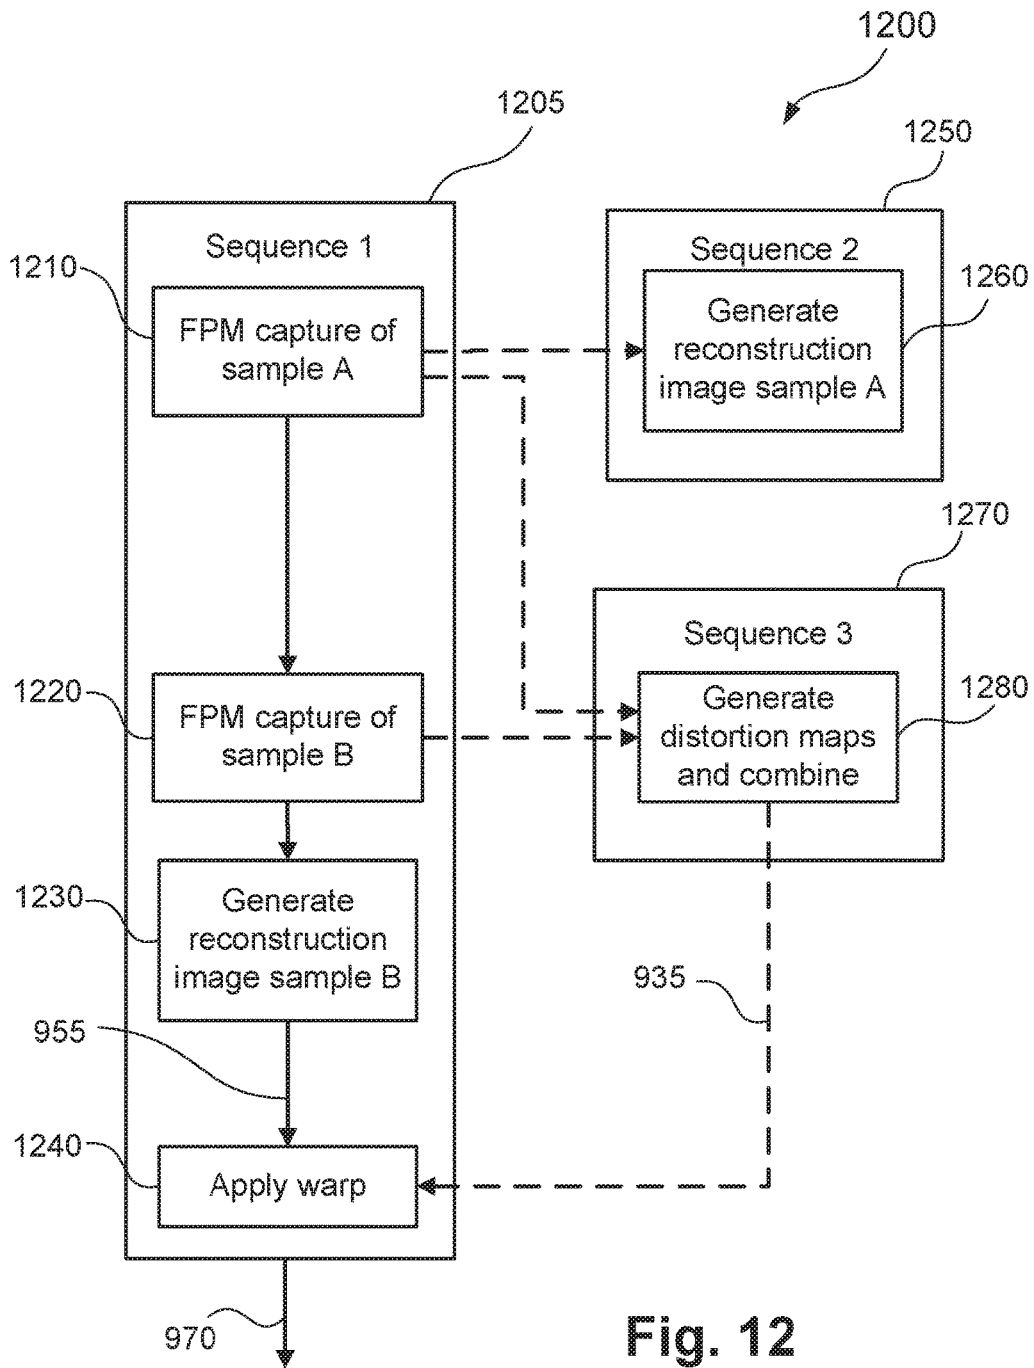 1200
1205
1250
Sequence 1
Sequence 2
1210
1260
FPM capture of
sample A
Generate
reconstruction
image sample A
1270
Sequence 3
1220
1280
FPM capture of
sample B
Generate
distortion maps
and combine
1230
Generate
reconstruction
image sample B
935
955
1240
Apply warp
970
Fig. 12